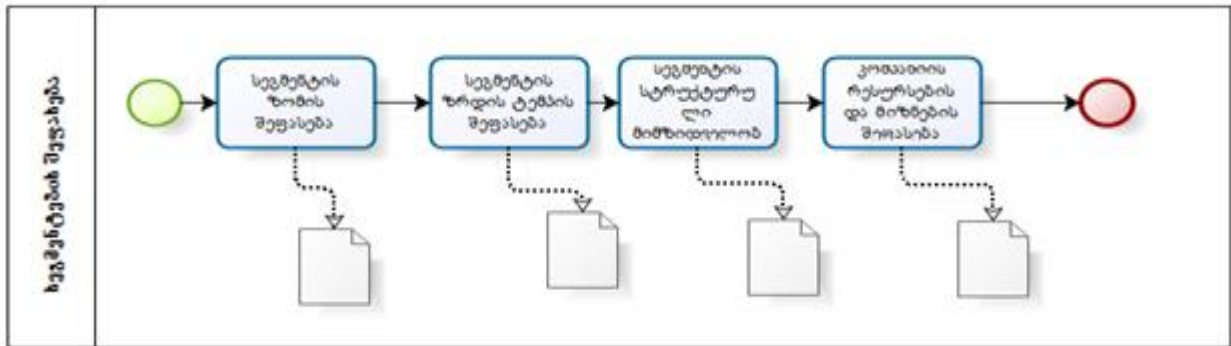 სეგმენტების შეფასება
სეგმენტის
ზომის
შეფასება
სეგმენტის
ზრდის ტემპის
შეფასება
სეგმენტის
სტრუქტურუ
ლი
მიმზიდველობ
კომპანიის
რესურსების
და მიზნების
შეფასება